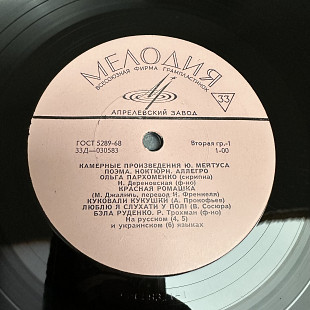 МЕЛОДИЯ
ВСЕСОЮЗНАЯ ФИРМА ГРАМПЛАСТИНОК
33
АПРЕЛЕВСКИЙ ЗАВОД
ГОСТ 5289-68
33Д—030583
Вторая гр.-1
1-00
КАМЕРНЫЕ ПРОИЗВЕДЕНИЯ Ю. МЕЙТУСА
ПОЭМА. НОКТЮРН. АЛЛЕГРО
ОЛЬГА ПАРХОМЕНКО (скрипка)
Н. Дереновская (ф-но)
КРАСНАЯ РОМАШКА
(М. Джалиль, перевод И. Френкеля)
КУКОВАЛИ КУКУШКИ (А. Прокофьев)
ЛЮБЛЮ Я СЛУХАТИ У ПОЛІ (В. Сосюра)
БЭЛА РУДЕНКО. Р. Трохман (ф-но)
На русском (4, 5)
и украинском (6) языках